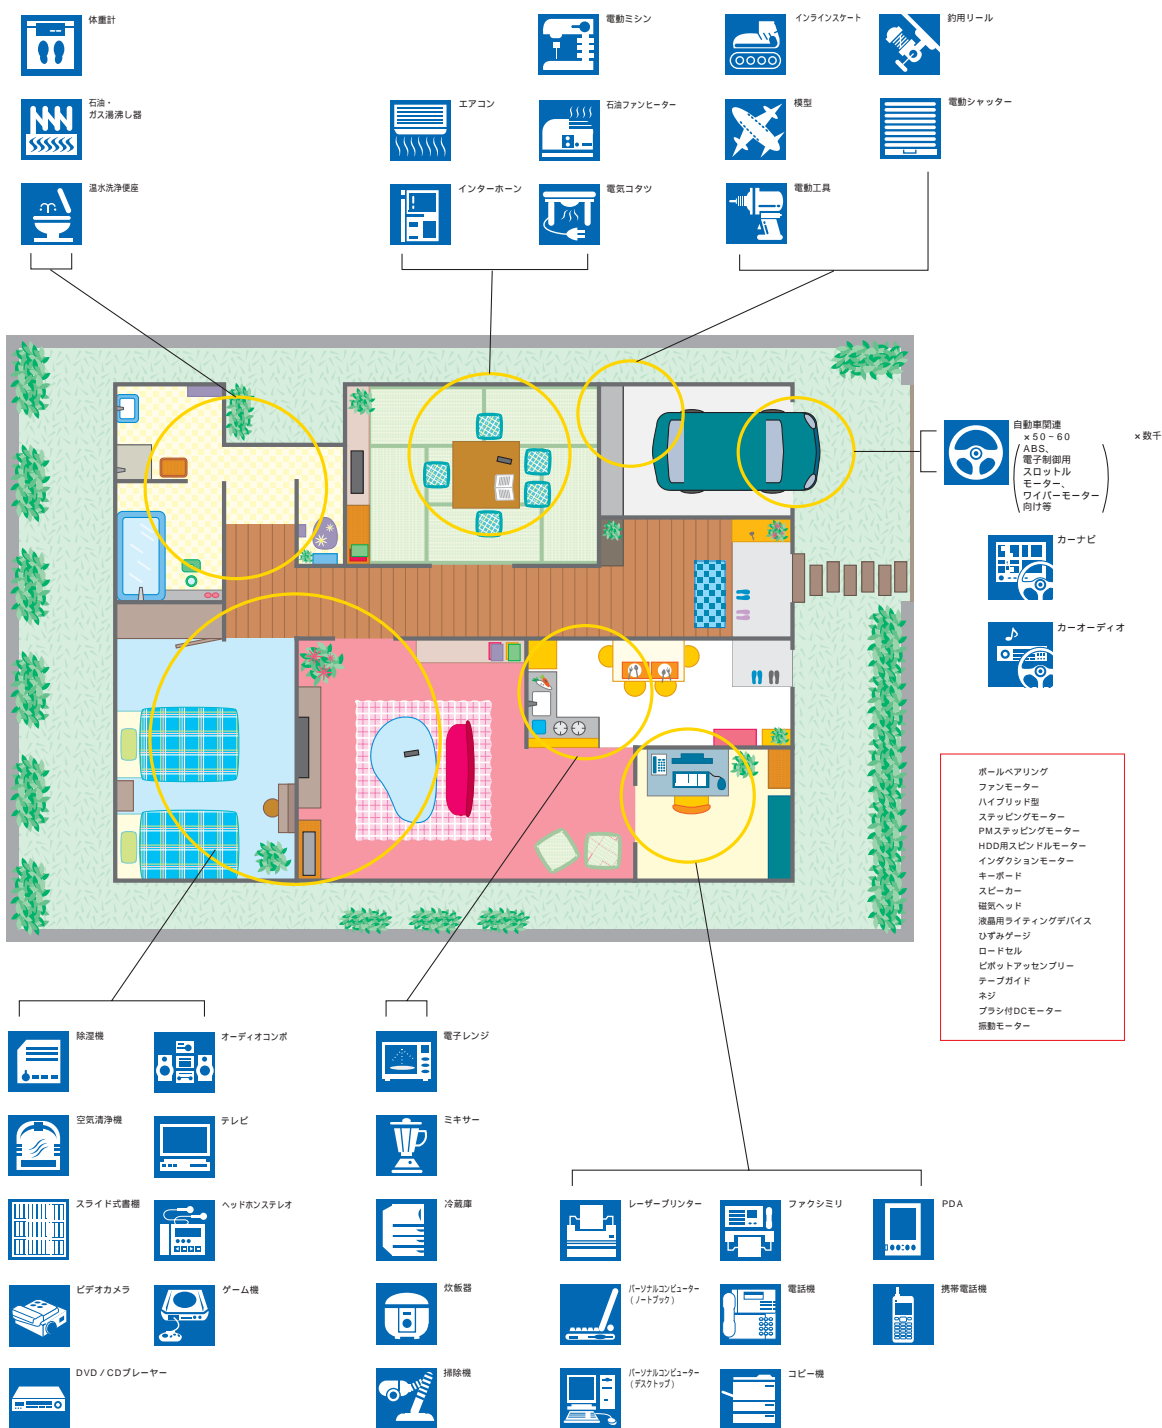 体重計
石油・
ガス湯沸し器
温水洗浄便座
エアコン
インターホーン
電動ミシン
石油ファンヒーター
電気コタツ
インラインスケート
模型
電動工具
釣用リール
電動シャッター
自動車関連
×50−60
ABS、
電子制御用
スロットル
モーター、
ワイパーモーター
向け等
×数千
カーナビ
カーオーディオ
ボールベアリング
ファンモーター
ハイブリッド型
ステッピングモーター
PMステッピングモーター
HDD用スピンドルモーター
インダクションモーター
キーボード
スピーカー
磁気ヘッド
液晶用ライティングデバイス
ひずみゲージ
ロードセル
ピボットアッセンブリー
テープガイド
ネジ
ブラシ付DCモーター
振動モーター
除湿機
空気清浄機
スライド式書棚
ビデオカメラ
DVD / CDプレーヤー
オーディオコンポ
テレビ
ヘッドホンステレオ
ゲーム機
電子レンジ
ミキサー
冷蔵庫
炊飯器
掃除機
レーザープリンター
パーソナルコンピューター
(ノートブック)
パーソナルコンピューター
(デスクトップ)
ファクシミリ
電話機
コピー機
PDA
携帯電話機